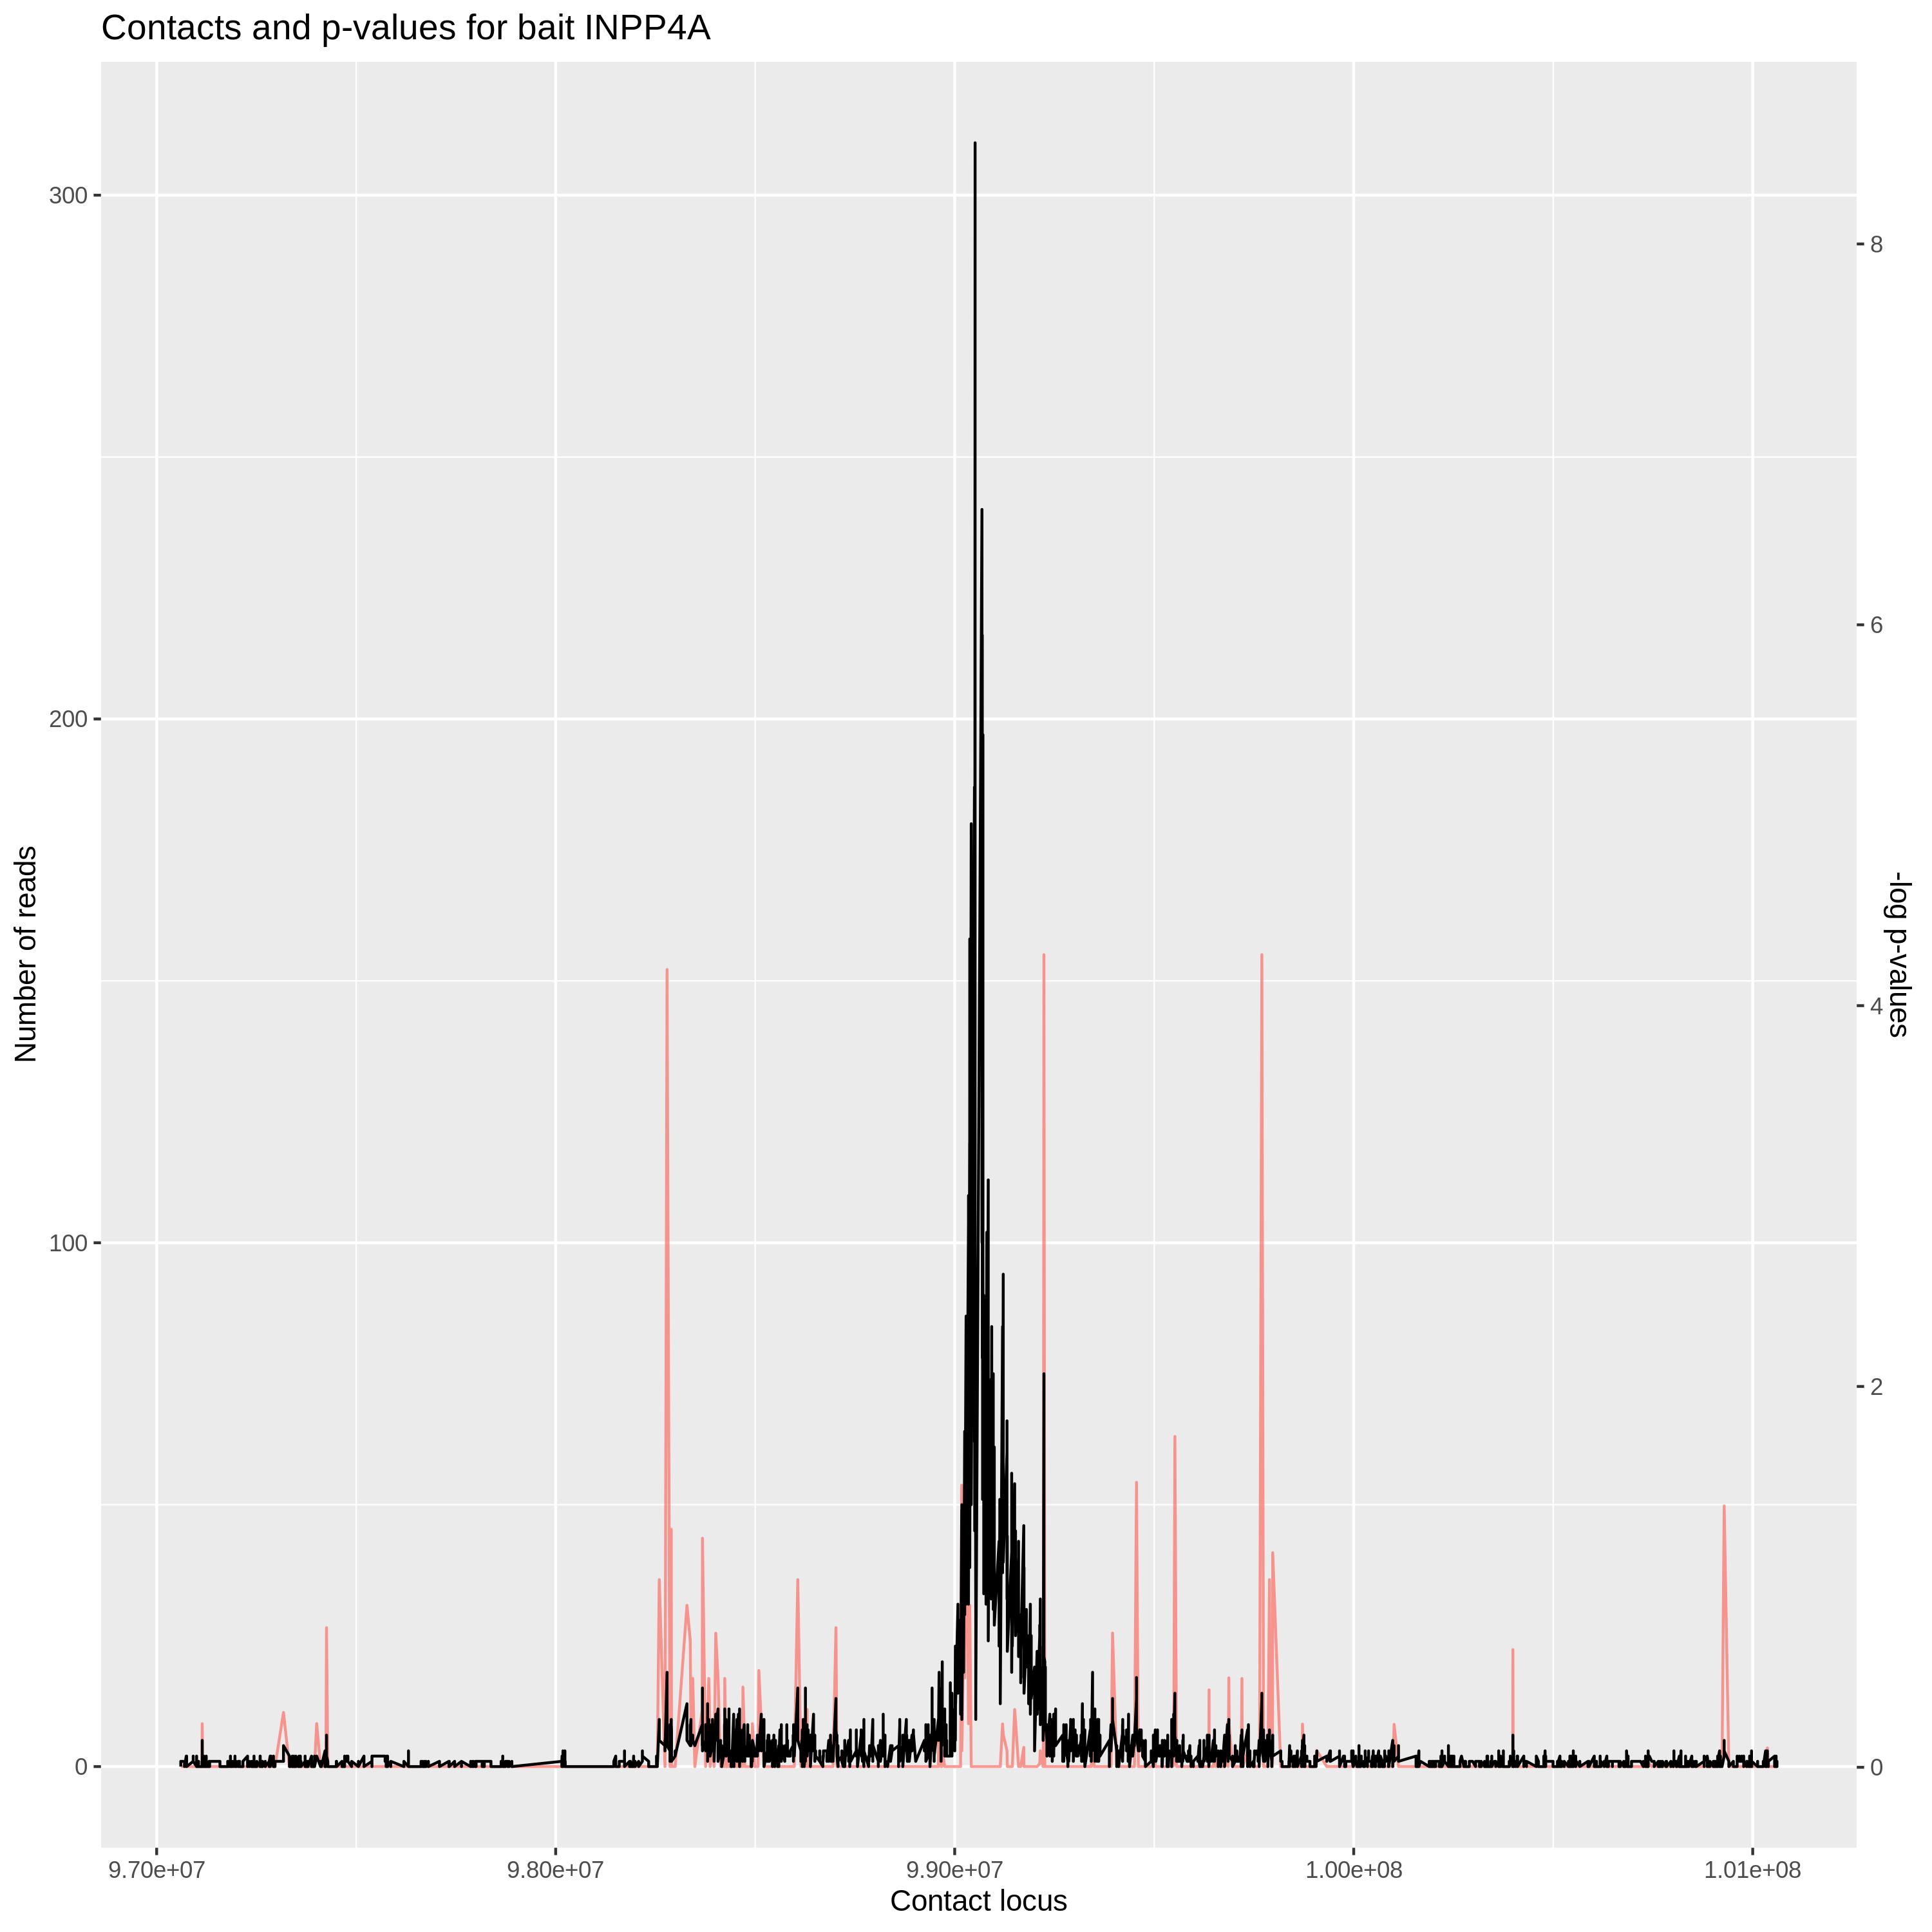 Contacts and p-values for bait INPP4A
300
200
100
0
Number of reads
8
6
4
2
0
-log p-values
9.70e+07
9.80e+07
9.90e+07
1.00e+08
1.01e+08
Contact locus